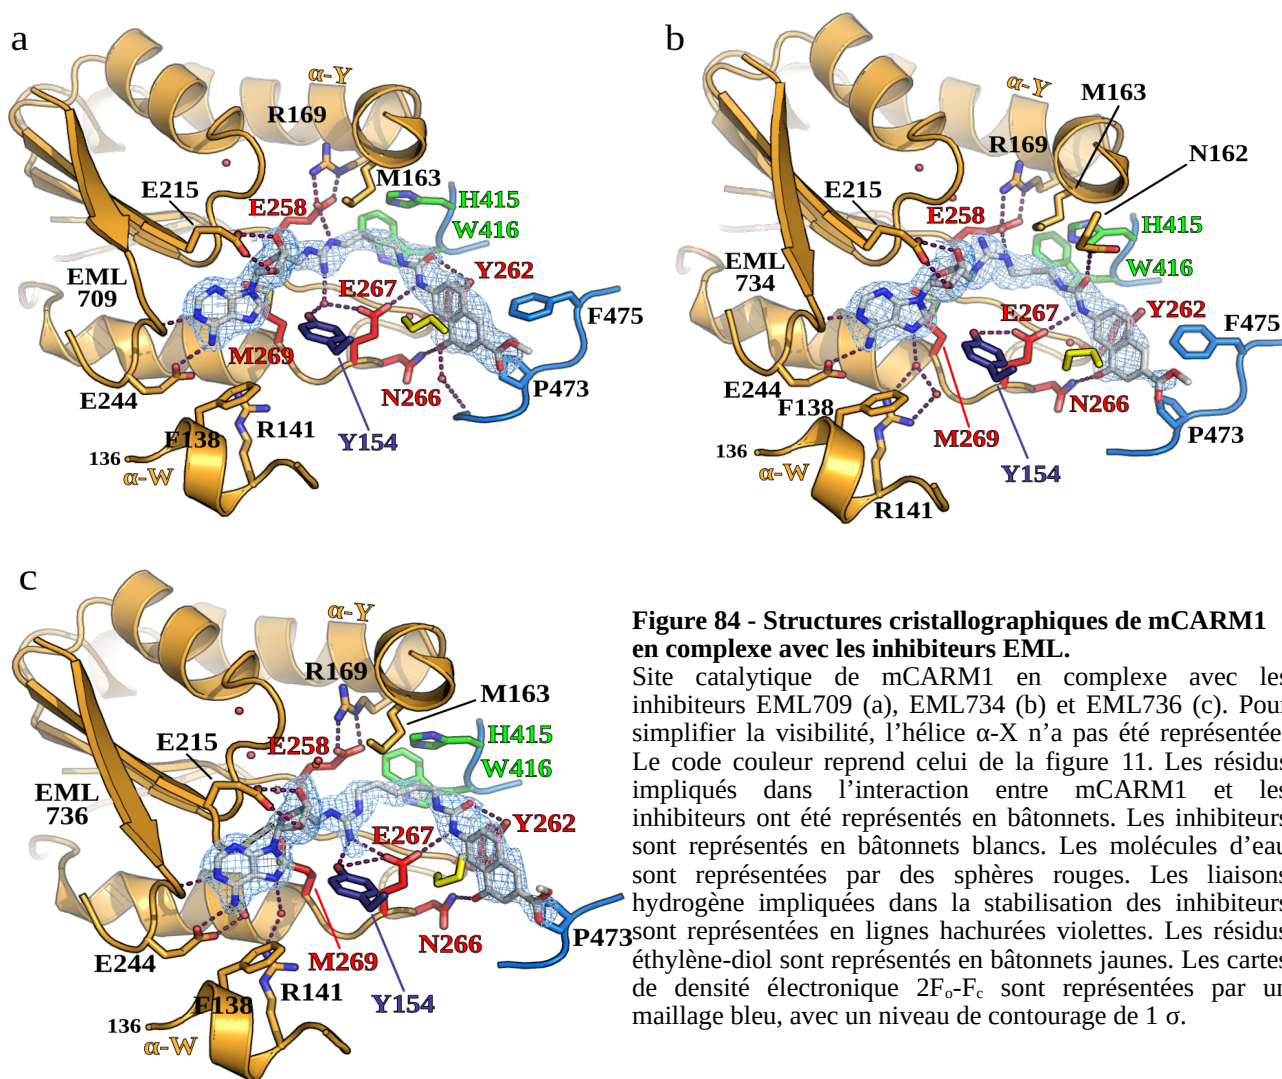 a
α-Y
R169
M163
E215
H415
E258
W416
EML
709
Y262
E267
F475
M269
P473
E244
N266
R141
F138
Y154
136
α-W
b
α-Y
M163
R169
N162
E215
E258
H415
EML
734
W416
Y262
E267
F475
E244
F138
N266
M269
P473
136
α-W
Y154
R141
c
α-Y
R169
M163
E215
E258
H415
W416
EML
736
E267
Y262
N266
P473
E244
M269
R141
F138
Y154
136
α-W
Figure 84 - Structures cristallographiques de mCARM1
en complexe avec les inhibiteurs EML.
Site catalytique de mCARM1 en complexe avec les
inhibiteurs EML709 (a), EML734 (b) et EML736 (c). Pour
simplifier la visibilité, l'hélice α-X n'a pas été représentée
Le code couleur reprend celui de la figure 11. Les résidus
impliqués dans l'interaction entre mCARM1 et les
inhibiteurs ont été représentés en bâtonnets. Les inhibiteurs
sont représentés en bâtonnets blancs. Les molécules d'eau
sont représentées par des sphères rouges. Les liaisons
hydrogène impliquées dans la stabilisation des inhibiteurs
sont représentées en lignes hachurées violettes. Les résidus
éthylène-diol sont représentés en bâtonnets jaunes. Les cartes
de densité électronique 2Fo-Fc sont représentées par un
maillage bleu, avec un niveau de contourage de 1 σ.